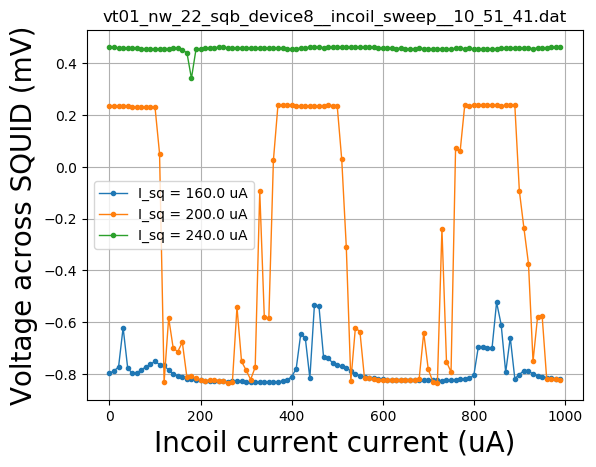 vt01_nw_22_sqb_device8__incoil_sweep__10_51_41.dat
Voltage across SQUID (mV)
0.4
0.2
0.0
−0.2
−0.4
−0.6
−0.8
I_sq = 160.0 uA
I_sq = 200.0 uA
I_sq = 240.0 uA
0 200 400 600 800 1000
Incoil current current (uA)